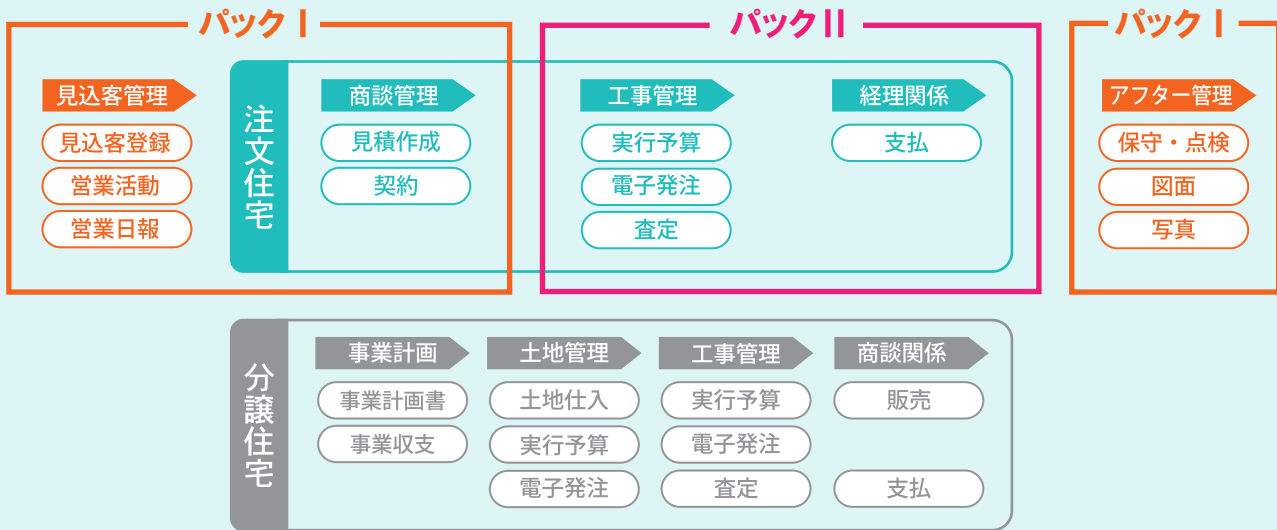 パックⅠ
パックⅡ
パックⅠ
見込客管理
見込客登録
営業活動
営業日報
注文住宅
商談管理
見積作成
契約
工事管理
実行予算
電子発注
査定
経理関係
支払
アフター管理
保守・点検
図面
写真
分譲住宅
事業計画
事業計画書
事業収支
土地管理
土地仕入
実行予算
電子発注
工事管理
実行予算
電子発注
査定
商談関係
販売
支払